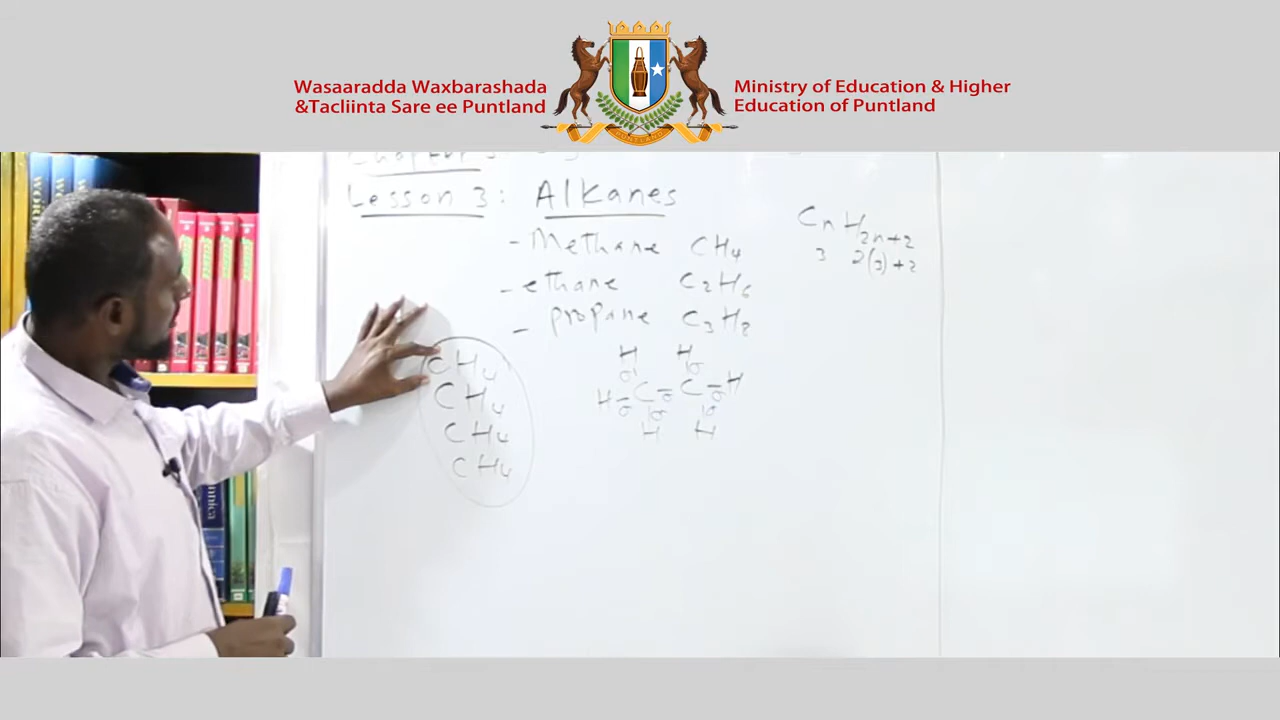 Wasaaradda Waxbarashada
&Tacliinta Sare ee Puntland
PUNTLAND
Ministry of Education & Higher
Education of Puntland
Lesson 3: Alkanes
- Methane CH4
- ethane C2H6
- propane C3H8
CnH2n+2
3 2(3)+2
CH4
CH4
CH4
CH4
H H
H-C-C-H
H H